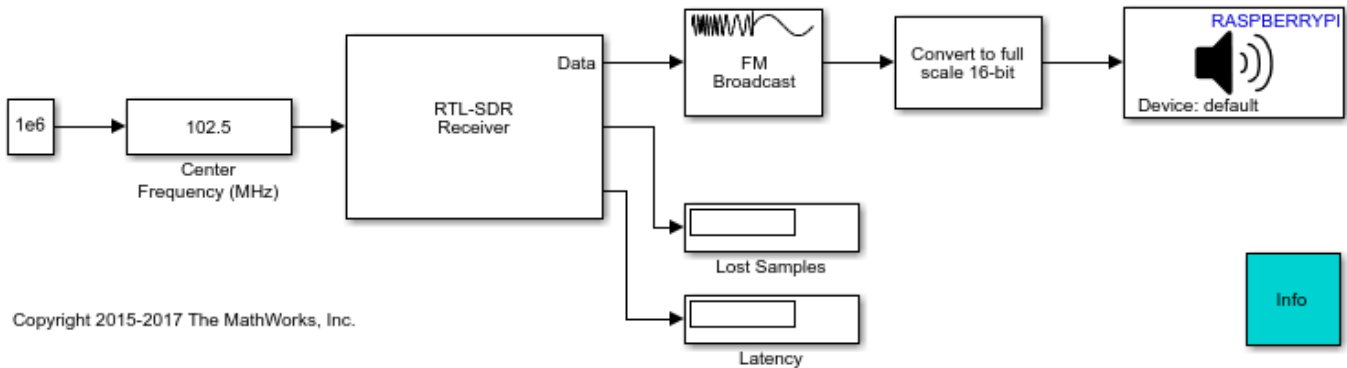 1e6
102.5
Center
Frequency (MHz)
RTL-SDR
Receiver
Data
FM
Broadcast
Convert to full
scale 16-bit
RASPBERRYPI
Device: default
Lost Samples
Latency
Info
Copyright 2015-2017 The MathWorks, Inc.